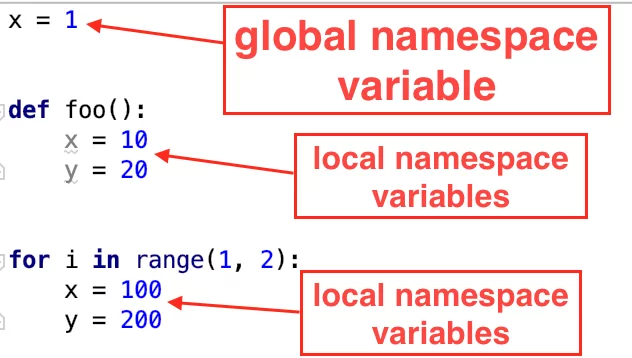 x = 1
global namespace
variable
def foo():
    x = 10
    y = 20
local namespace
variables
for i in range(1, 2):
    x = 100
    y = 200
local namespace
variables